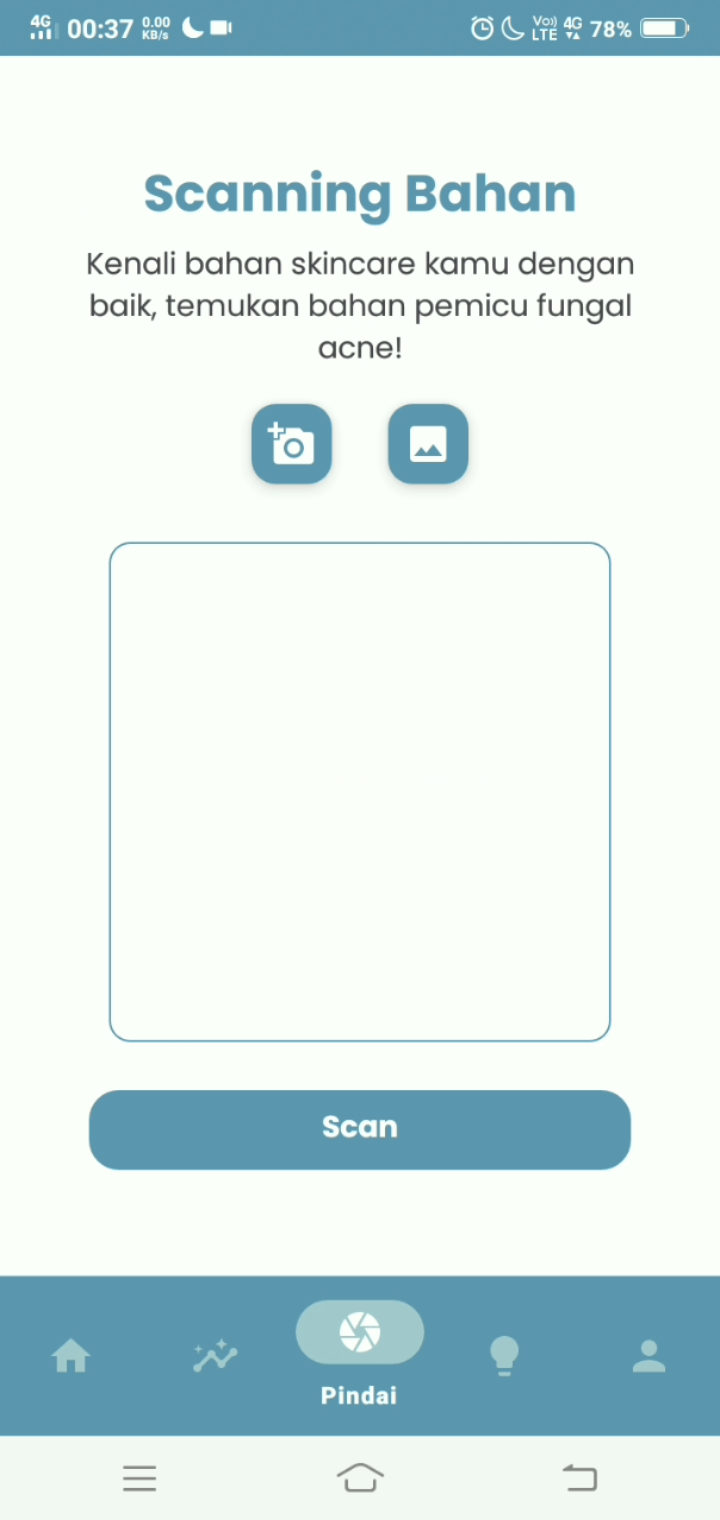 4G 00:37 0.00 KB/s Vo)) LTE 4G 78%
Scanning Bahan
Kenali bahan skincare kamu dengan
baik, temukan bahan pemicu fungal
acne!
Scan
Pindai